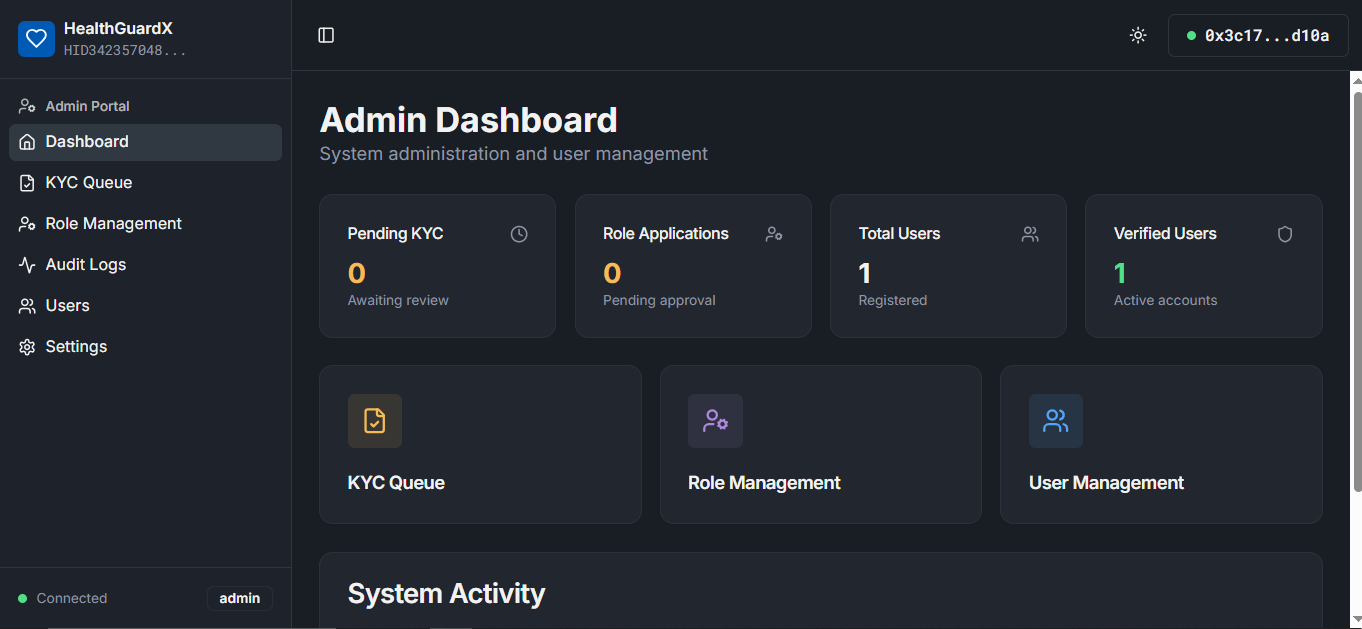 HealthGuardX
HID342357048...
Admin Portal
Dashboard
KYC Queue
Role Management
Audit Logs
Users
Settings
Connected
admin
0x3c17...d10a
Admin Dashboard
System administration and user management
Pending KYC
0
Awaiting review
Role Applications
0
Pending approval
Total Users
1
Registered
Verified Users
1
Active accounts
KYC Queue
Role Management
User Management
System Activity